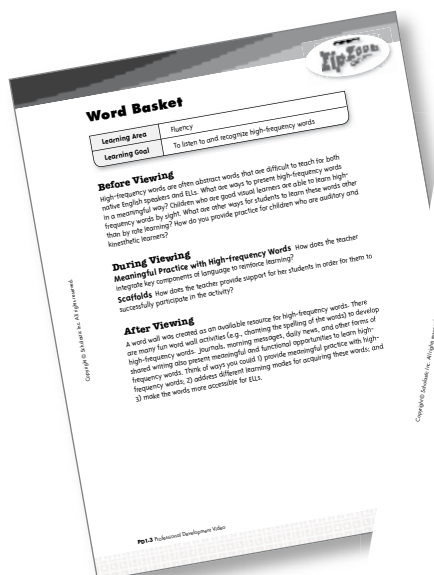 Zip Zoom
Word Basket
Learning Area Fluency
Learning Goal To listen to and recognize high-frequency words
Before Viewing
High-frequency words are often abstract words that are difficult to teach for both
native English speakers and ELLs. What are ways to present high-frequency words
in a meaningful way? Children who are good visual learners are able to learn high-
frequency words by sight. What are other ways for students to learn these words other
than by rote learning? How do you provide practice for children who are auditory and
kinesthetic learners?
During Viewing
Meaningful Practice with High-frequency Words How does the teacher
integrate key components of language to reinforce learning?
Scaffolds How does the teacher provide support for her students in order for them to
successfully participate in the activity?
After Viewing
A word wall was created as an available resource for high-frequency words. There
are many fun word wall activities (e.g., chanting the spelling of the words) to develop
high-frequency words. Journals, morning messages, daily news, and other forms of
shared writing also present meaningful and functional opportunities to learn high-
frequency words. Think of ways you could 1) provide meaningful practice with high-
frequency words; 2) address different learning modes for acquiring these words; and
3) make the words more accessible for ELLs.
Copyright © Scholastic Inc. All rights reserved.
PD1.3 Professional Development Video
Copyright © Scholastic Inc. All rights